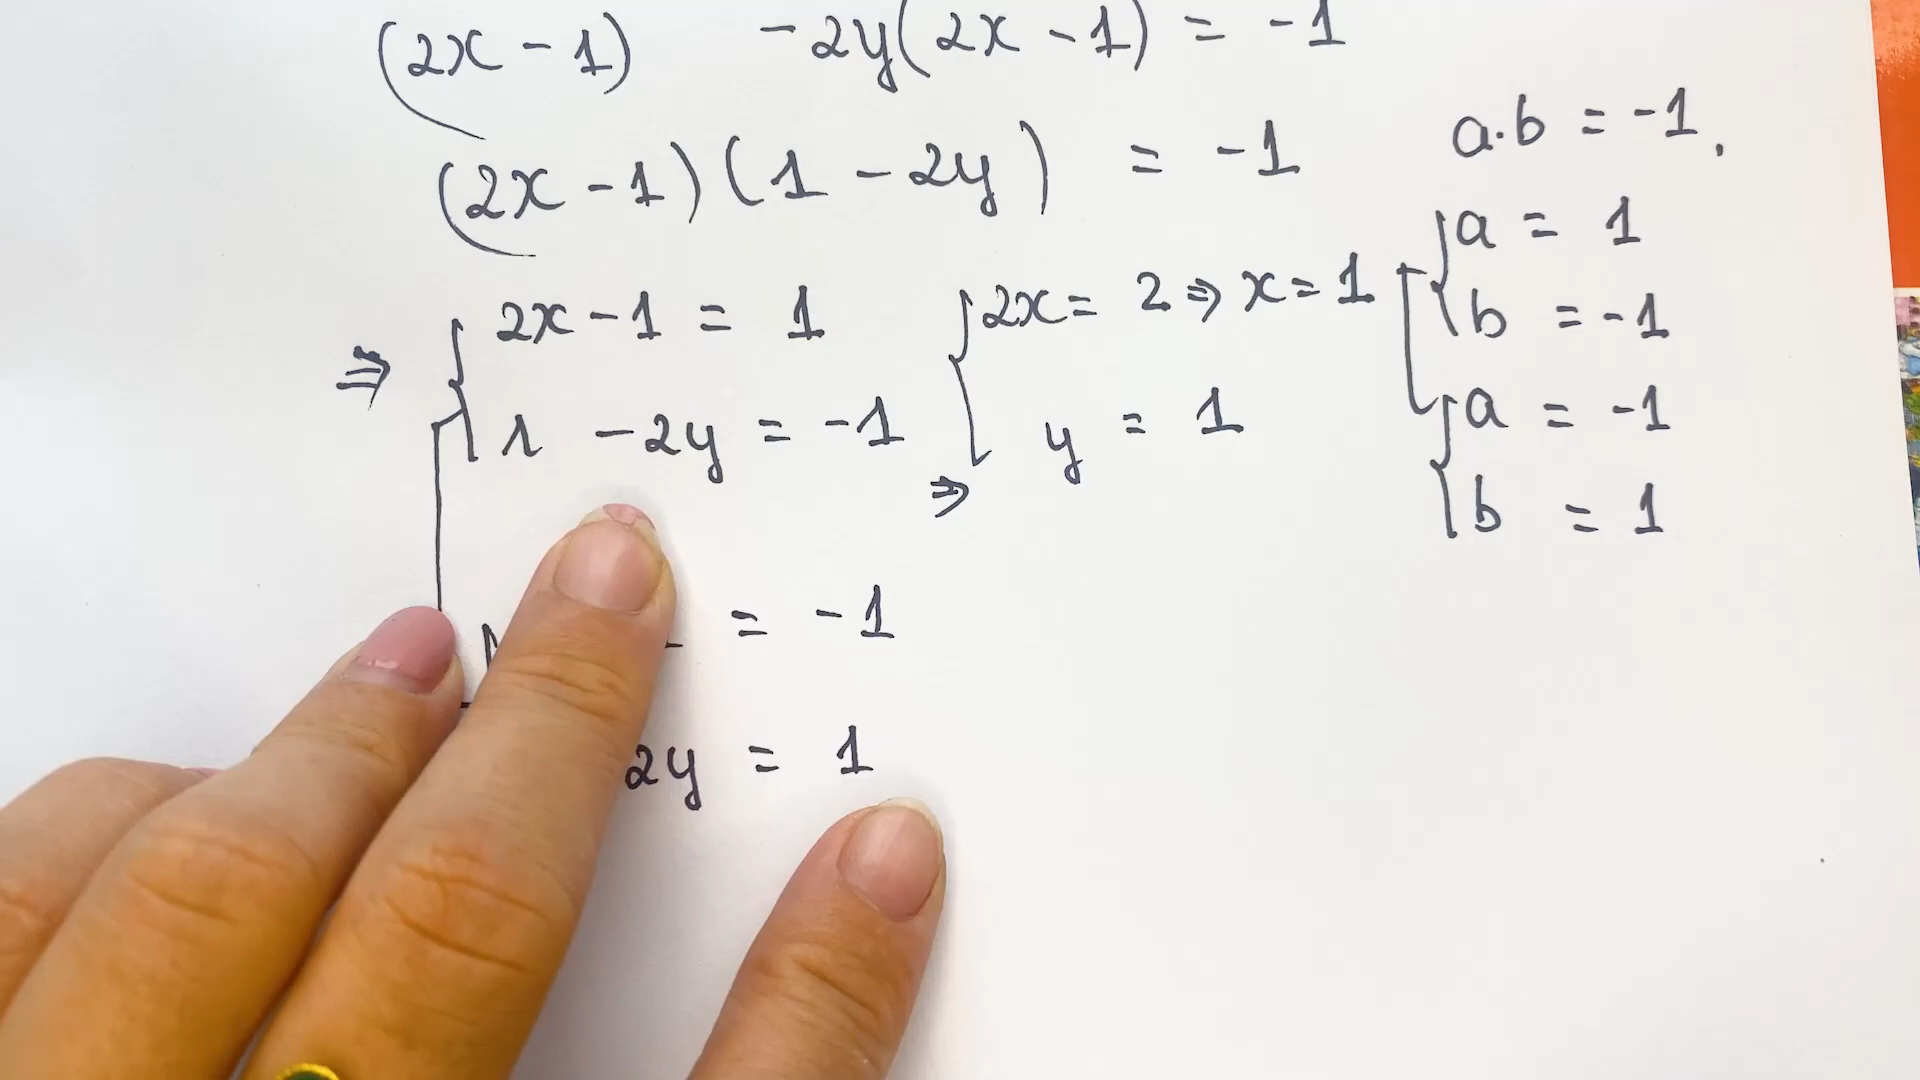 (2x - 1) -2y(2x - 1) = -1
(2x - 1)(1 - 2y) = -1
⇒ 2x - 1 = 1
1 - 2y = -1
⇒ 2x = 2 ⇒ x = 1
y = 1
= -1
2y = 1
a·b = -1.
a = 1
b = -1
a = -1
b = 1